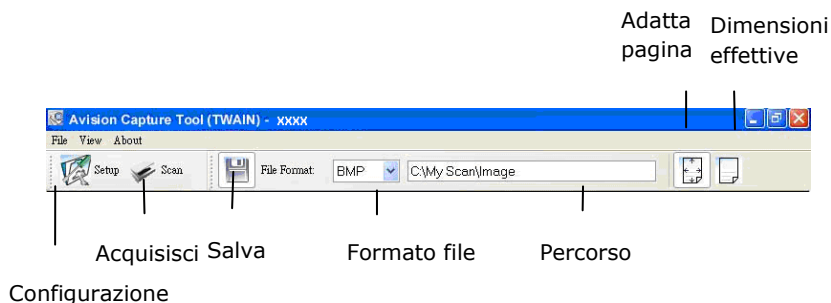 Adatta pagina
Dimensioni effettive
Avision Capture Tool (TWAIN) - xxxx
File View About
Setup Scan File Format: BMP C:\My Scan\Image
Acquisisci Salva Formato file Percorso
Configurazione